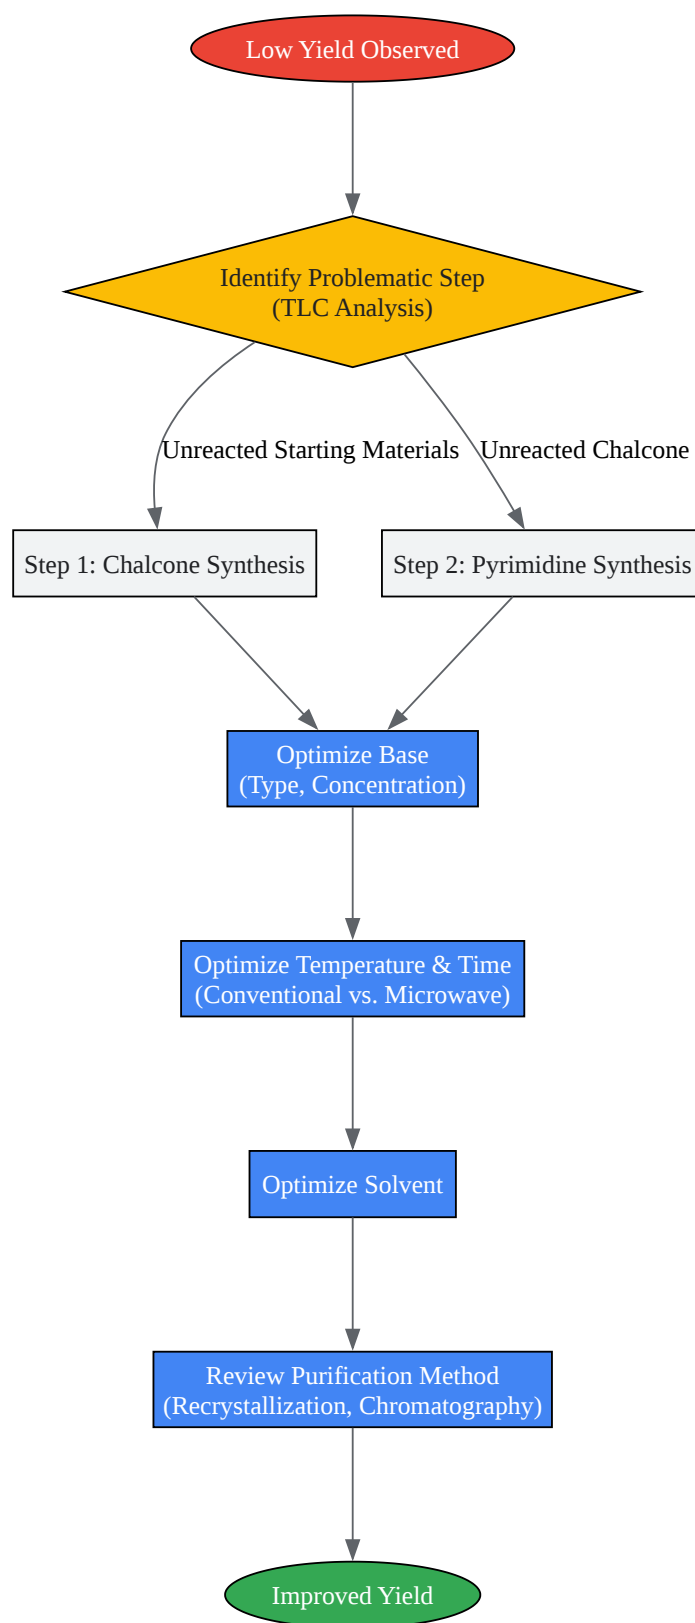 Low Yield Observed
Identify Problematic Step
(TLC Analysis)
Unreacted Starting Materials
Unreacted Chalcone
Step 1: Chalcone Synthesis
Step 2: Pyrimidine Synthesis
Optimize Base
(Type, Concentration)
Optimize Temperature & Time
(Conventional vs. Microwave)
Optimize Solvent
Review Purification Method
(Recrystallization, Chromatography)
Improved Yield